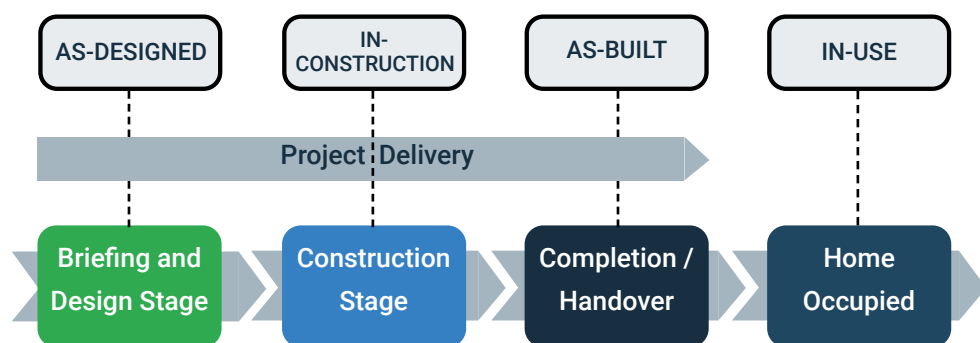 AS-DESIGNED
IN-
CONSTRUCTION
AS-BUILT
IN-USE
Project Delivery
Briefing and
Design Stage
Construction
Stage
Completion /
Handover
Home
Occupied